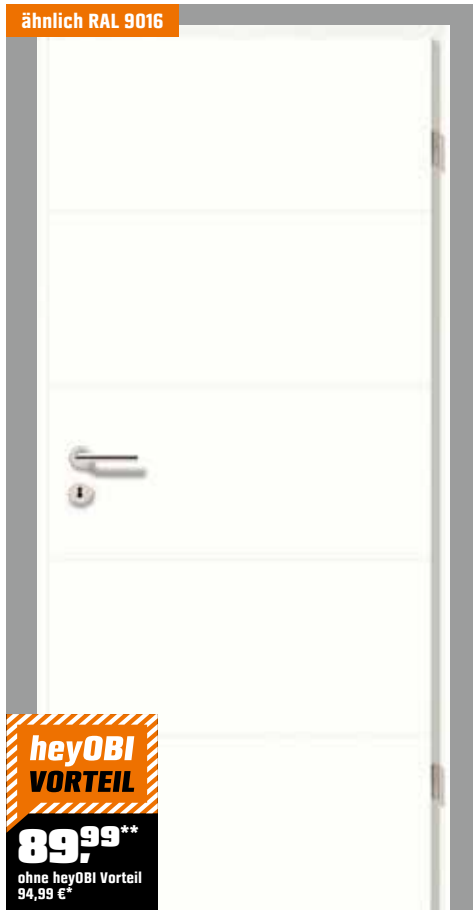 ähnlich RAL 9016
heyOBI
VORTEIL
89,99**
ohne heyOBI Vorteil
94,99 €*